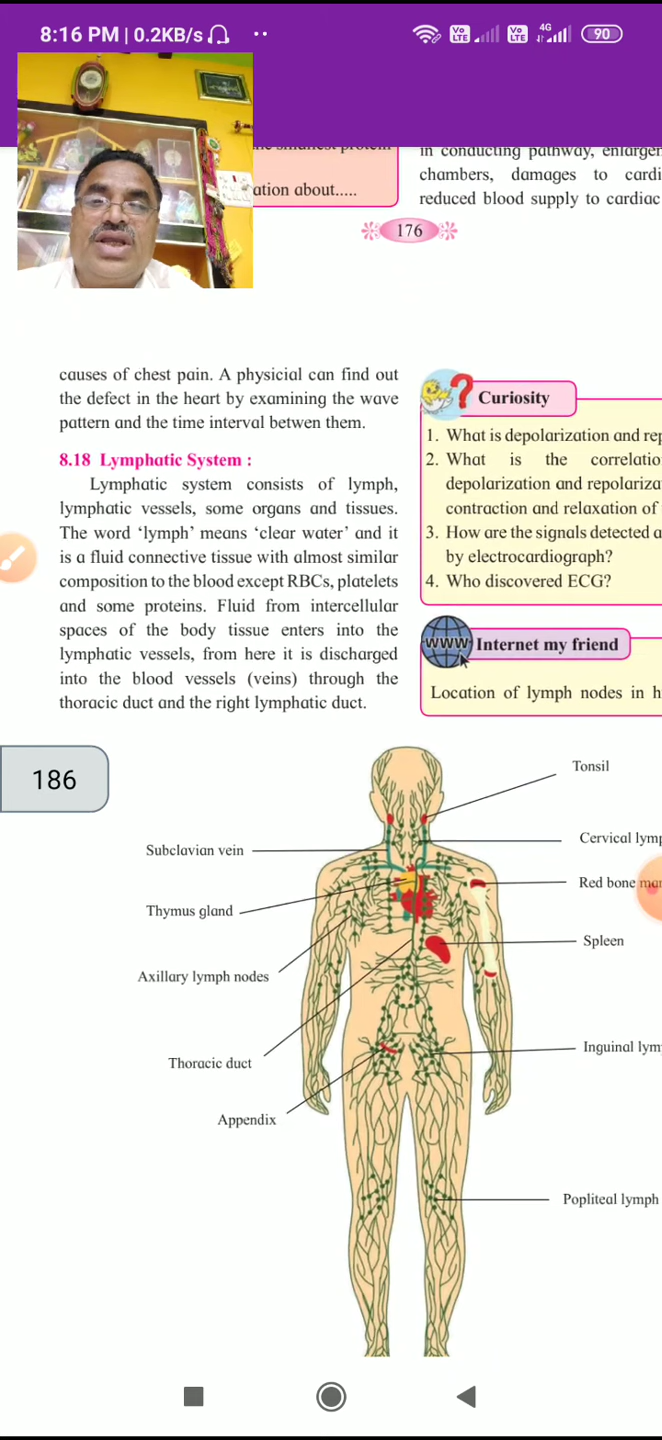 8:16 PM | 0.2KB/s
Vo
LTE
Vo
LTE
4G
90
ation about.....
in conducting pathway,
chambers, damages to
reduced blood supply to cardiac
176
causes of chest pain. A physicial can find out
the defect in the heart by examining the wave
pattern and the time interval betwen them.
8.18 Lymphatic System :
Lymphatic system consists of lymph,
lymphatic vessels, some organs and tissues.
The word ‘lymph’ means ‘clear water’ and it
is a fluid connective tissue with almost similar
composition to the blood except RBCs, platelets
and some proteins. Fluid from intercellular
spaces of the body tissue enters into the
lymphatic vessels, from here it is discharged
into the blood vessels (veins) through the
thoracic duct and the right lymphatic duct.
Curiosity
1. What is depolarization and
2. What is the
depolarization and
contraction and relaxation of
3. How are the signals detected
by electrocardiograph?
4. Who discovered ECG?
WWW
Internet my friend
Location of lymph nodes in
186
Tonsil
Subclavian vein
Cervical
Red bone
Thymus gland
Spleen
Axillary lymph nodes
Inguinal
Thoracic duct
Appendix
Popliteal lymph